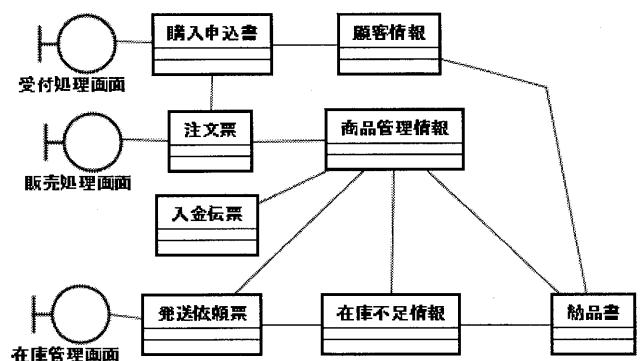 購入申込書
顧客情報
受付処理画面
注文票
商品管理情報
販売処理画面
入金伝票
発送依頼票
在庫不足情報
納品書
在庫管理画面